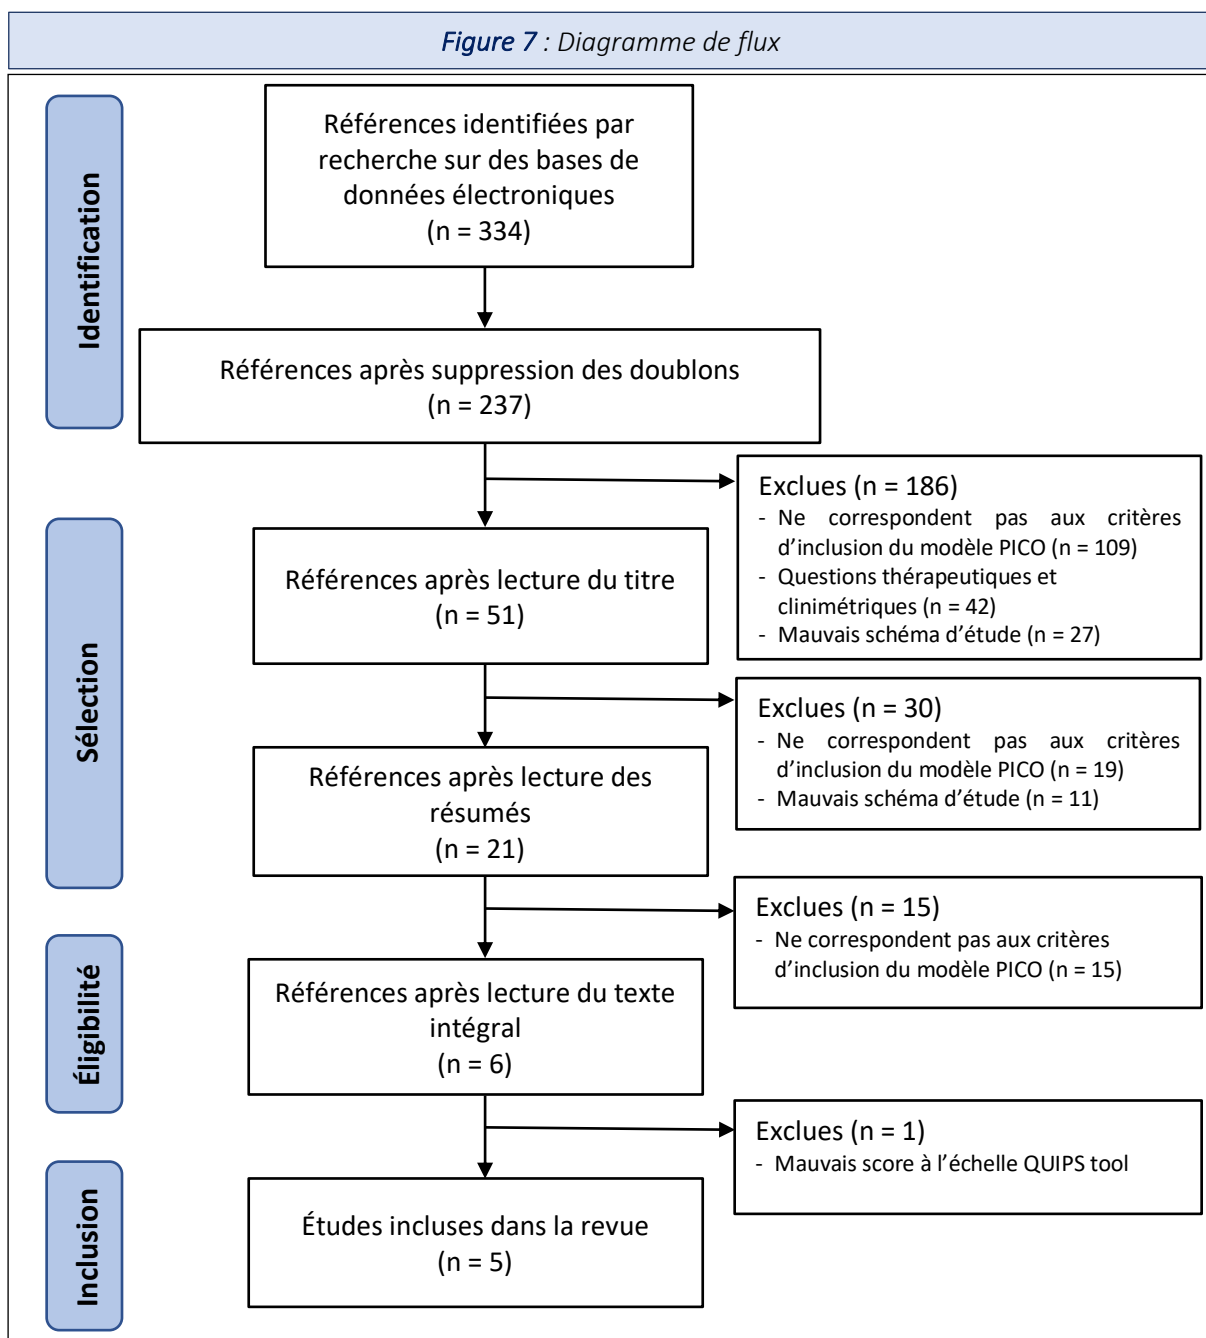 Figure 7 : Diagramme de flux
Identification
Références identifiées par
recherche sur des bases de
données électroniques
(n = 334)
Références après suppression des doublons
(n = 237)
Exclues (n = 186)
- Ne correspondent pas aux critères
d’inclusion du modèle PICO (n = 109)
- Questions thérapeutiques et
clinimétriques (n = 42)
- Mauvais schéma d’étude (n = 27)
Sélection
Références après lecture du titre
(n = 51)
Exclues (n = 30)
- Ne correspondent pas aux critères
d’inclusion du modèle PICO (n = 19)
- Mauvais schéma d’étude (n = 11)
Références après lecture des
résumés
(n = 21)
Exclues (n = 15)
- Ne correspondent pas aux critères
d’inclusion du modèle PICO (n = 15)
Éligibilité
Références après lecture du texte
intégral
(n = 6)
Exclues (n = 1)
- Mauvais score à l’échelle QUIPS tool
Inclusion
Études incluses dans la revue
(n = 5)